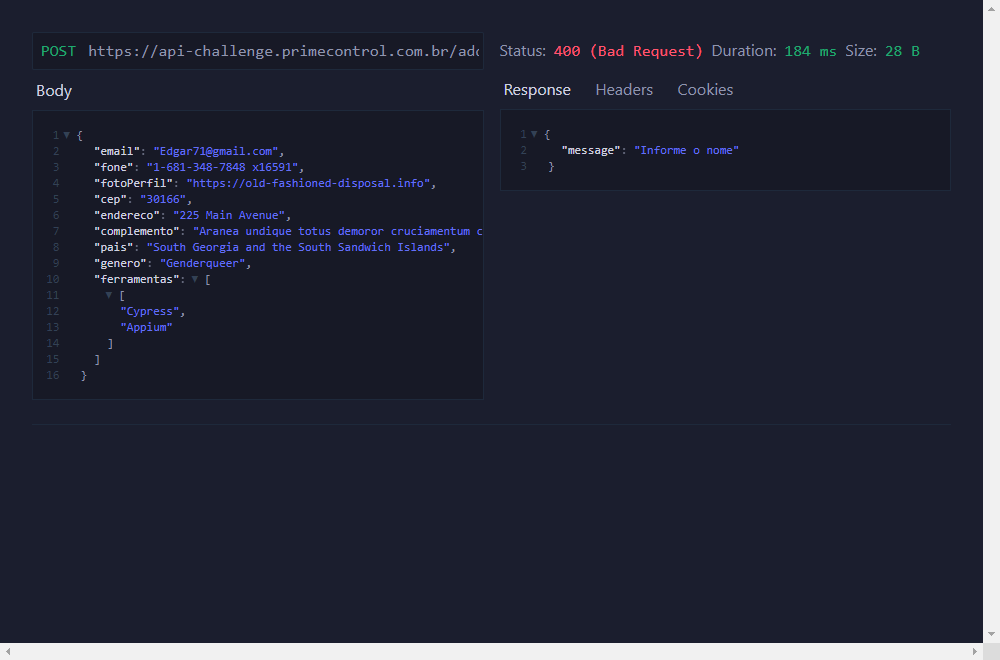 POST https://api-challenge.primecontrol.com.br/add
Status: 400 (Bad Request) Duration: 184 ms Size: 28 B
Body
1 {
2 "email": "Edgar71@gmail.com",
3 "fone": "1-681-348-7848 x16591",
4 "fotoPerfil": "https://old-fashioned-disposal.info",
5 "cep": "30166",
6 "endereco": "225 Main Avenue",
7 "complemento": "Aranea undique totus demoror cruciamentum c
8 "pais": "South Georgia and the South Sandwich Islands",
9 "genero": "Genderqueer",
10 "ferramentas": [
11 [
12 "Cypress",
13 "Appium"
14 ]
15 ]
16 }
Response Headers Cookies
1 {
2 "message": "Informe o nome"
3 }